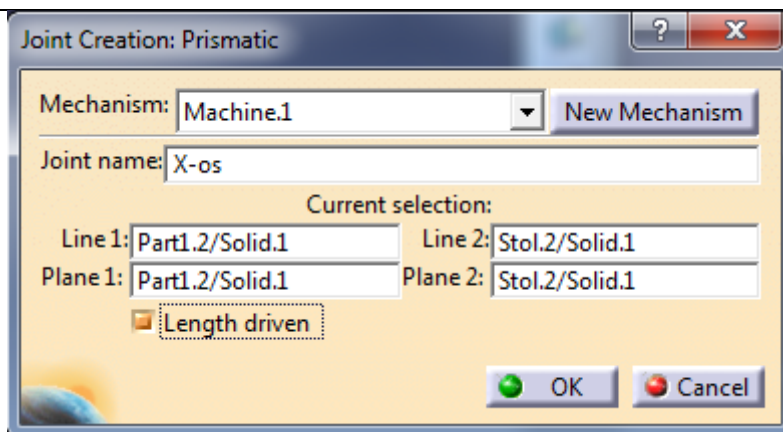 Joint Creation: Prismatic
?
X
Mechanism: Machine.1 New Mechanism
Joint name: X-os
Current selection:
Line 1: Part1.2/Solid.1 Line 2: Stol.2/Solid.1
Plane 1: Part1.2/Solid.1 Plane 2: Stol.2/Solid.1
Length driven
OK Cancel